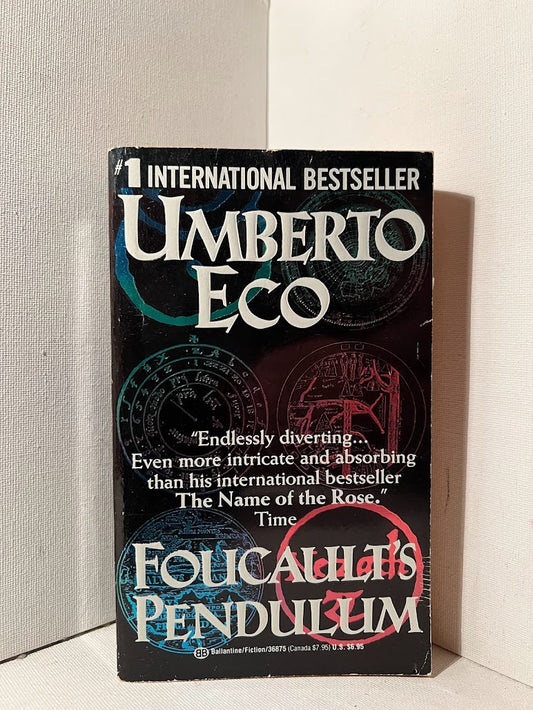 #1 INTERNATIONAL BESTSELLER
UMBERTO
ECO
"Endlessly diverting...
Even more intricate and absorbing
than his international bestseller
The Name of the Rose."
Time
FOUCAULT'S
PENDULUM
BB Ballantine/Fiction/36875 (Canada $7.95) U.S. $6.95